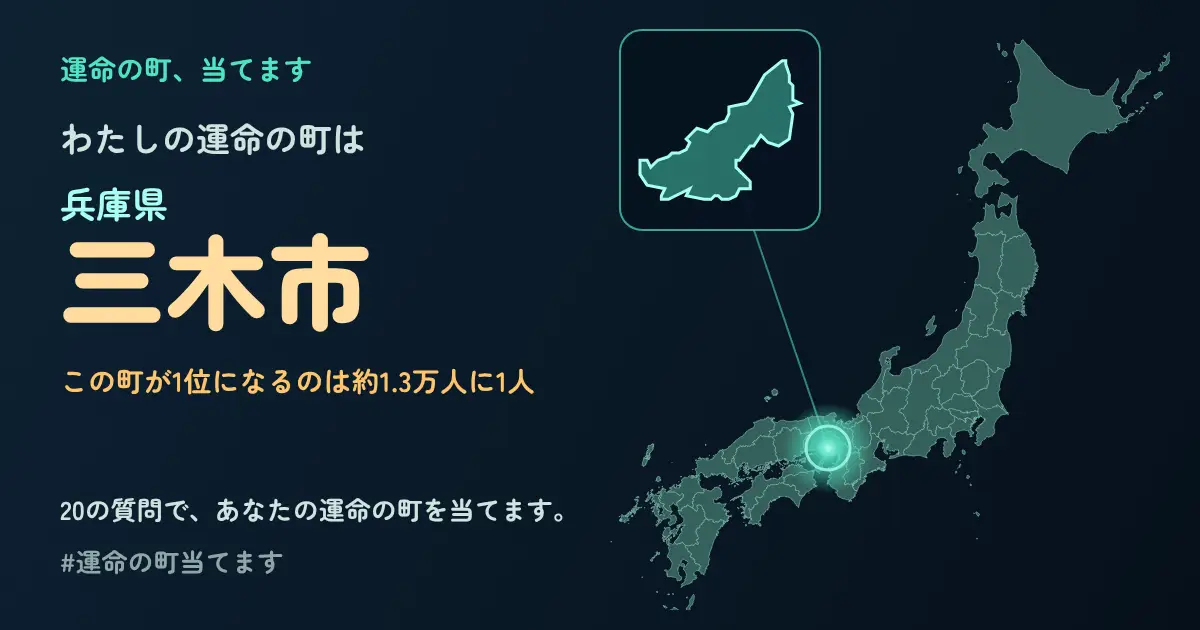 運命の町、当てます
わたしの運命の町は
兵庫県
三木市
この町が1位になるのは約1.3万人に1人
20の質問で、あなたの運命の町を当てます。
#運命の町当てます